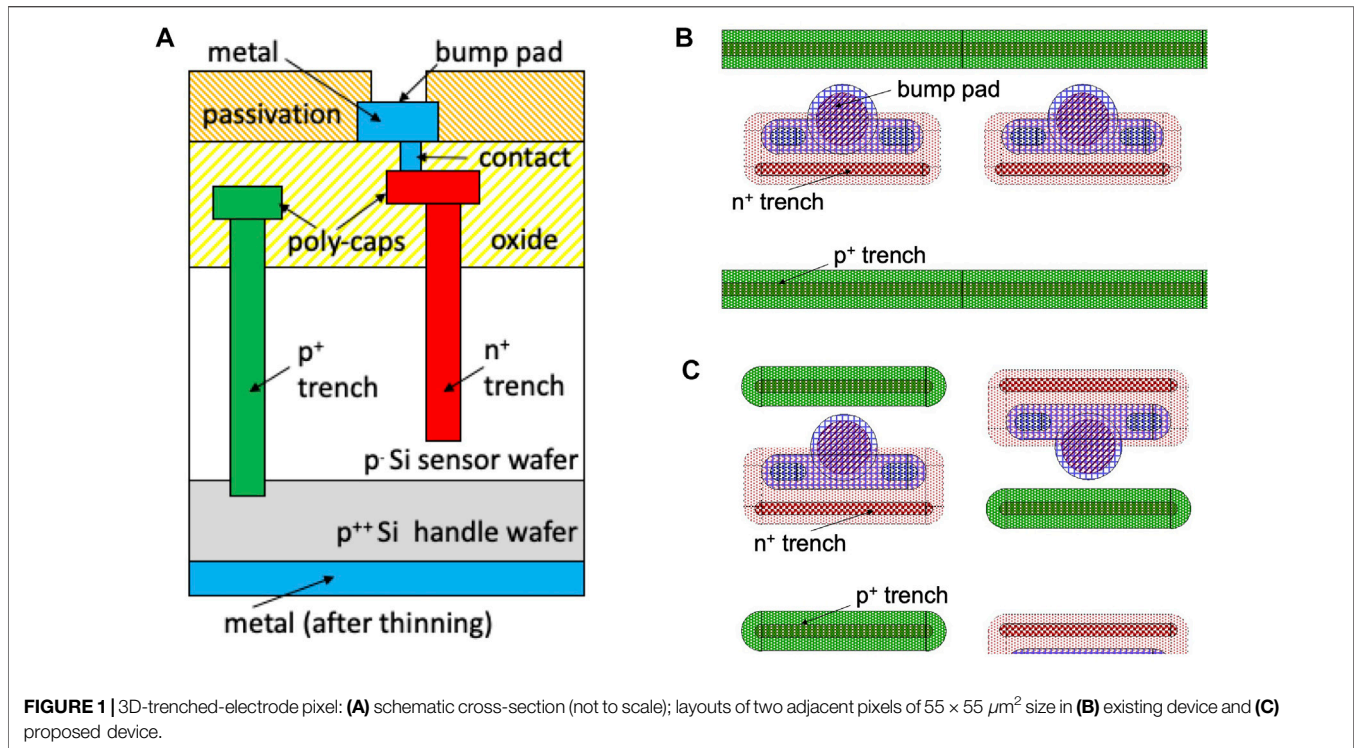 A
metal
bump pad
passivation
contact
poly-caps
oxide
p+
trench
n+
trench
p- Si sensor wafer
p++ Si handle wafer
metal (after thinning)
B
bump pad
n+ trench
p+ trench
C
n+ trench
p+ trench
FIGURE 1 | 3D-trenched-electrode pixel: (A) schematic cross-section (not to scale); layouts of two adjacent pixels of 55 × 55 μm² size in (B) existing device and (C)
proposed device.